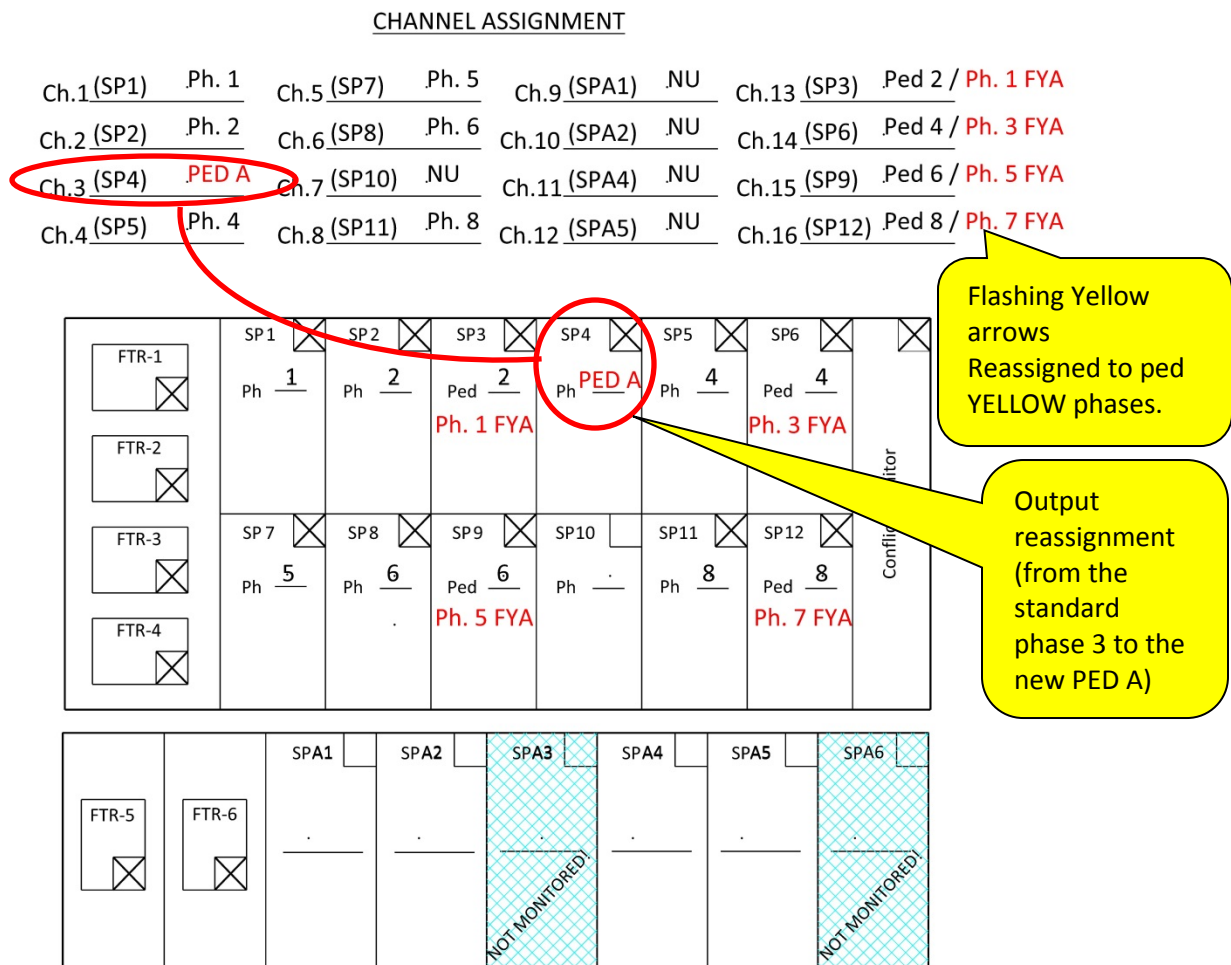 CHANNEL ASSIGNMENT
Ch.1 (SP1) .Ph. 1 Ch.5 (SP7) .Ph. 5 Ch.9 (SPA1) .NU Ch.13 (SP3) .Ped 2 / Ph. 1 FYA
Ch.2 (SP2) .Ph. 2 Ch.6 (SP8) .Ph. 6 Ch.10 (SPA2) .NU Ch.14 (SP6) .Ped 4 / Ph. 3 FYA
Ch.3 (SP4) .PED A Ch.7 (SP10) .NU Ch.11 (SPA4) .NU Ch.15 (SP9) .Ped 6 / Ph. 5 FYA
Ch.4 (SP5) .Ph. 4 Ch.8 (SP11) .Ph. 8 Ch.12 (SPA5) .NU Ch.16 (SP12) .Ped 8 / Ph. 7 FYA
Flashing Yellow
arrows
Reassigned to ped
YELLOW phases.
FTR-1
FTR-2
FTR-3
FTR-4
SP1 SP2 SP3 SP4 SP5 SP6
Ph 1 Ph 2 Ped 2 Ph PED A Ph 4 Ped 4
Ph. 1 FYA Ph. 3 FYA
SP7 SP8 SP9 SP10 SP11 SP12
Ph 5 Ph 6 Ped 6 Ph . Ph 8 Ped 8
Ph. 5 FYA Ph. 7 FYA
Output
reassignment
(from the
standard
phase 3 to the
new PED A)
FTR-5 FTR-6
SPA1 SPA2 SPA3 SPA4 SPA5 SPA6
NOT MONITORED! NOT MONITORED!